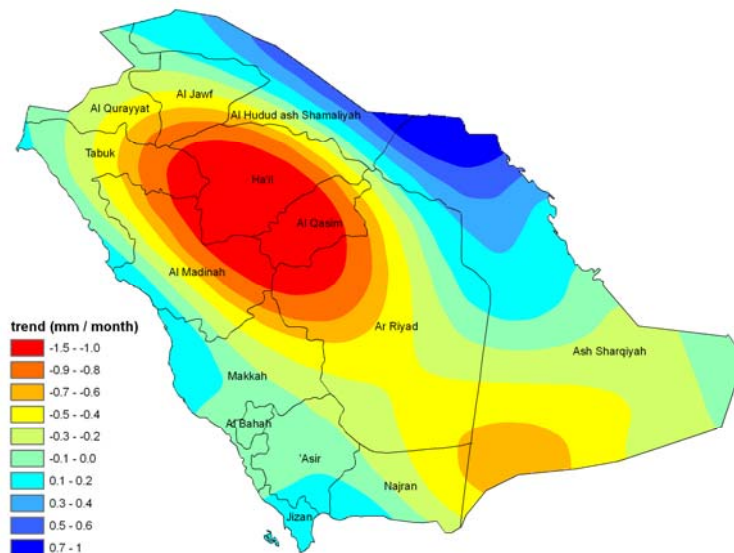 Al Qurayyat
Al Jawf
Al Hudud ash Shamaliyah
Tabuk
Ha'il
Al Qasim
Al Madinah
Ar Riyad
Ash Sharqiyah
Makkah
Al Bahah
'Asir
Najran
Jizan
trend (mm / month)
-1.5 - -1.0
-0.9 - -0.8
-0.7 - -0.6
-0.5 - -0.4
-0.3 - -0.2
-0.1 - 0.0
0.1 - 0.2
0.3 - 0.4
0.5 - 0.6
0.7 - 1